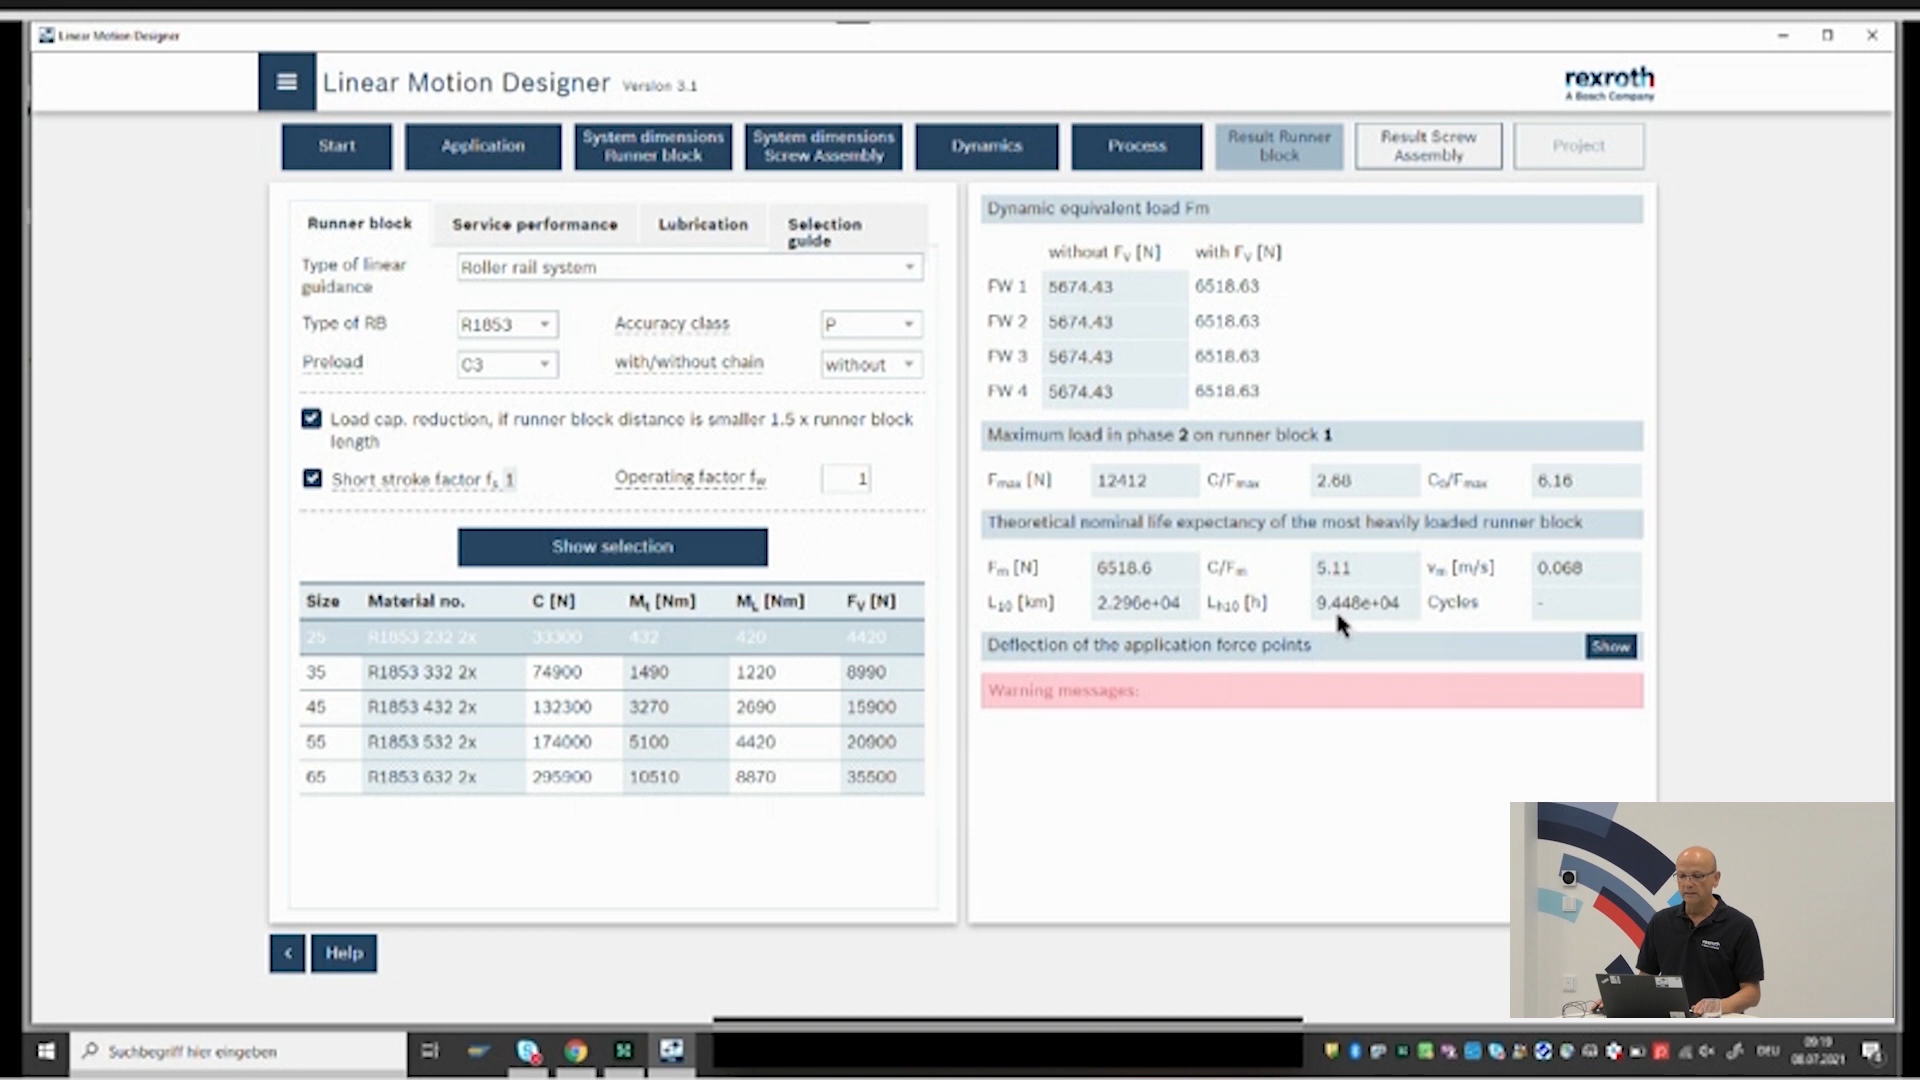 Linear Motion Designer
Linear Motion Designer Version 3.1
rexroth
A Bosch Company
Start
Application
System dimensions
Runner block
System dimensions
Screw Assembly
Dynamics
Process
Result Runner
block
Result Screw
Assembly
Project
Runner block
Service performance
Lubrication
Selection
guide
Type of linear
guidance
Roller rail system
Type of RB
R1853
Accuracy class
P
Preload
C3
with/without chain
without
Load cap. reduction, if runner block distance is smaller 1.5 x runner block
length
Short stroke factor fs 1
Operating factor fw
1
Show selection
Size Material no. C [N] Mt [Nm] ML [Nm] FV [N]
25 R1853 232 2x 33300 432 420 4420
35 R1853 332 2x 74900 1490 1220 8990
45 R1853 432 2x 132300 3270 2690 15900
55 R1853 532 2x 174000 5100 4420 20900
65 R1853 632 2x 295900 10510 8870 35500
Dynamic equivalent load Fm
without FV [N] with FV [N]
FW 1 5674.43 6518.63
FW 2 5674.43 6518.63
FW 3 5674.43 6518.63
FW 4 5674.43 6518.63
Maximum load in phase 2 on runner block 1
Fmax [N] 12412 C/Fmax 2.68 C0/Fmax 6.16
Theoretical nominal life expectancy of the most heavily loaded runner block
Fm [N] 6518.6 C/Fm 5.11 vm [m/s] 0.068
L10 [km] 2.296e+04 Lh10 [h] 9.448e+04 Cycles -
Deflection of the application force points
Show
Warning messages:
< Help
rexroth
Suchbegriff hier eingeben
DEU
09:19
08.07.2021